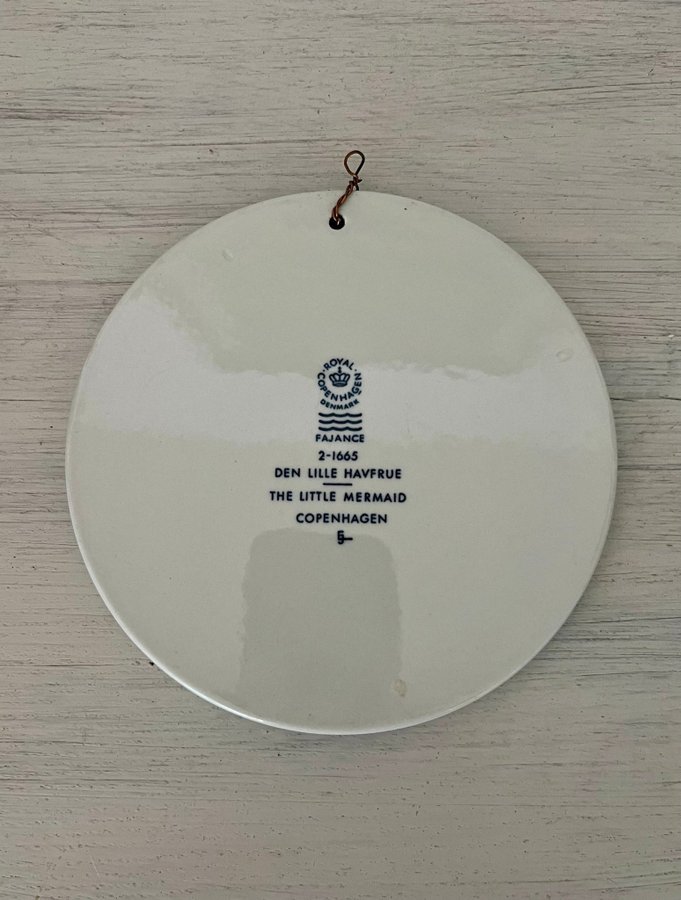 ROYAL
COPENHAGEN
DENMARK
FAJANCE
2-1665
DEN LILLE HAVFRUE
THE LITTLE MERMAID
COPENHAGEN